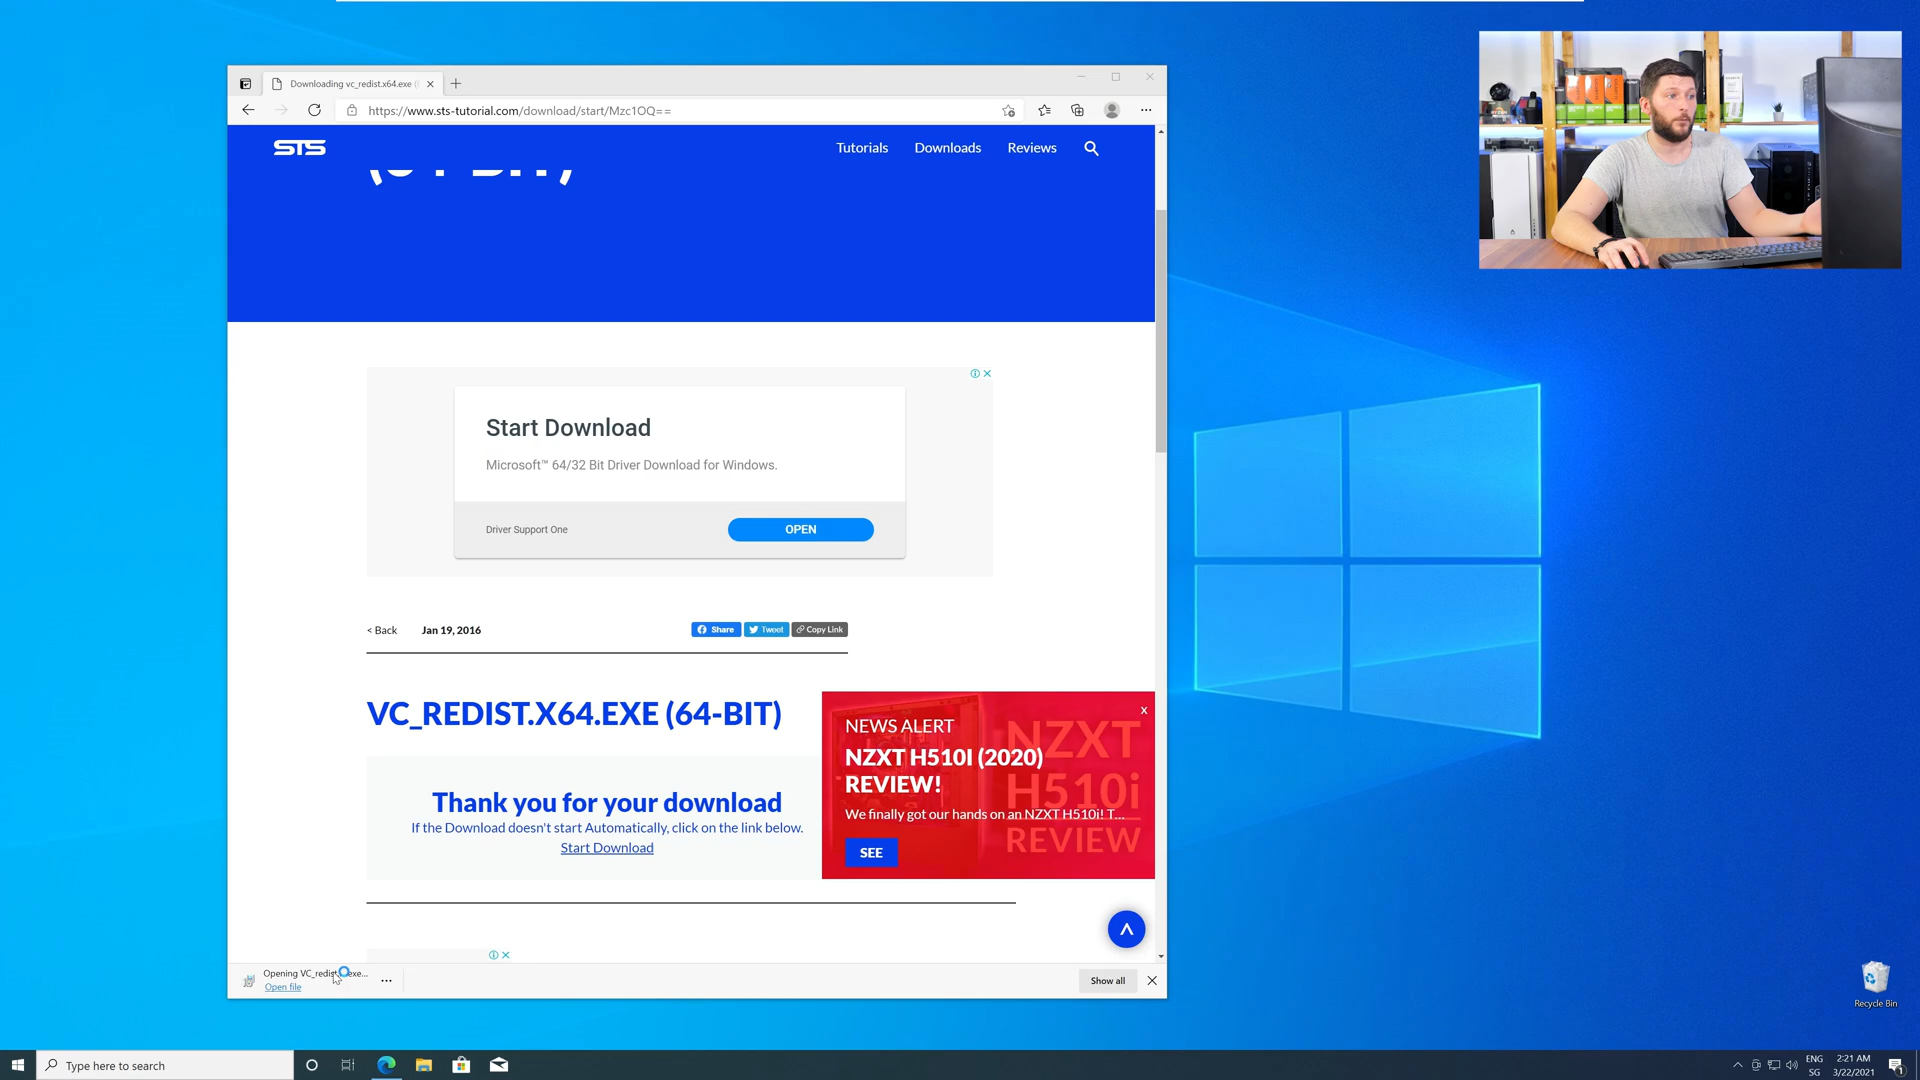 Downloading vc_redist.x64.exe (
https://www.sts-tutorial.com/download/start/Mzc1OQ==
STS
Tutorials
Downloads
Reviews
Start Download
Microsoft™ 64/32 Bit Driver Download for Windows.
Driver Support One
OPEN
< Back
Jan 19, 2016
Share
Tweet
Copy Link
VC_REDIST.X64.EXE (64-BIT)
Thank you for your download
If the Download doesn't start Automatically, click on the link below.
Start Download
x
NEWS ALERT
NZXT H510I (2020)
REVIEW!
We finally got our hands on an NZXT H510i! T...
SEE
NZXT
H510i
REVIEW
Opening VC_redist
exe...
Open file
Show all
Recycle Bin
Type here to search
ENG
SG
2:21 AM
3/22/2021
1